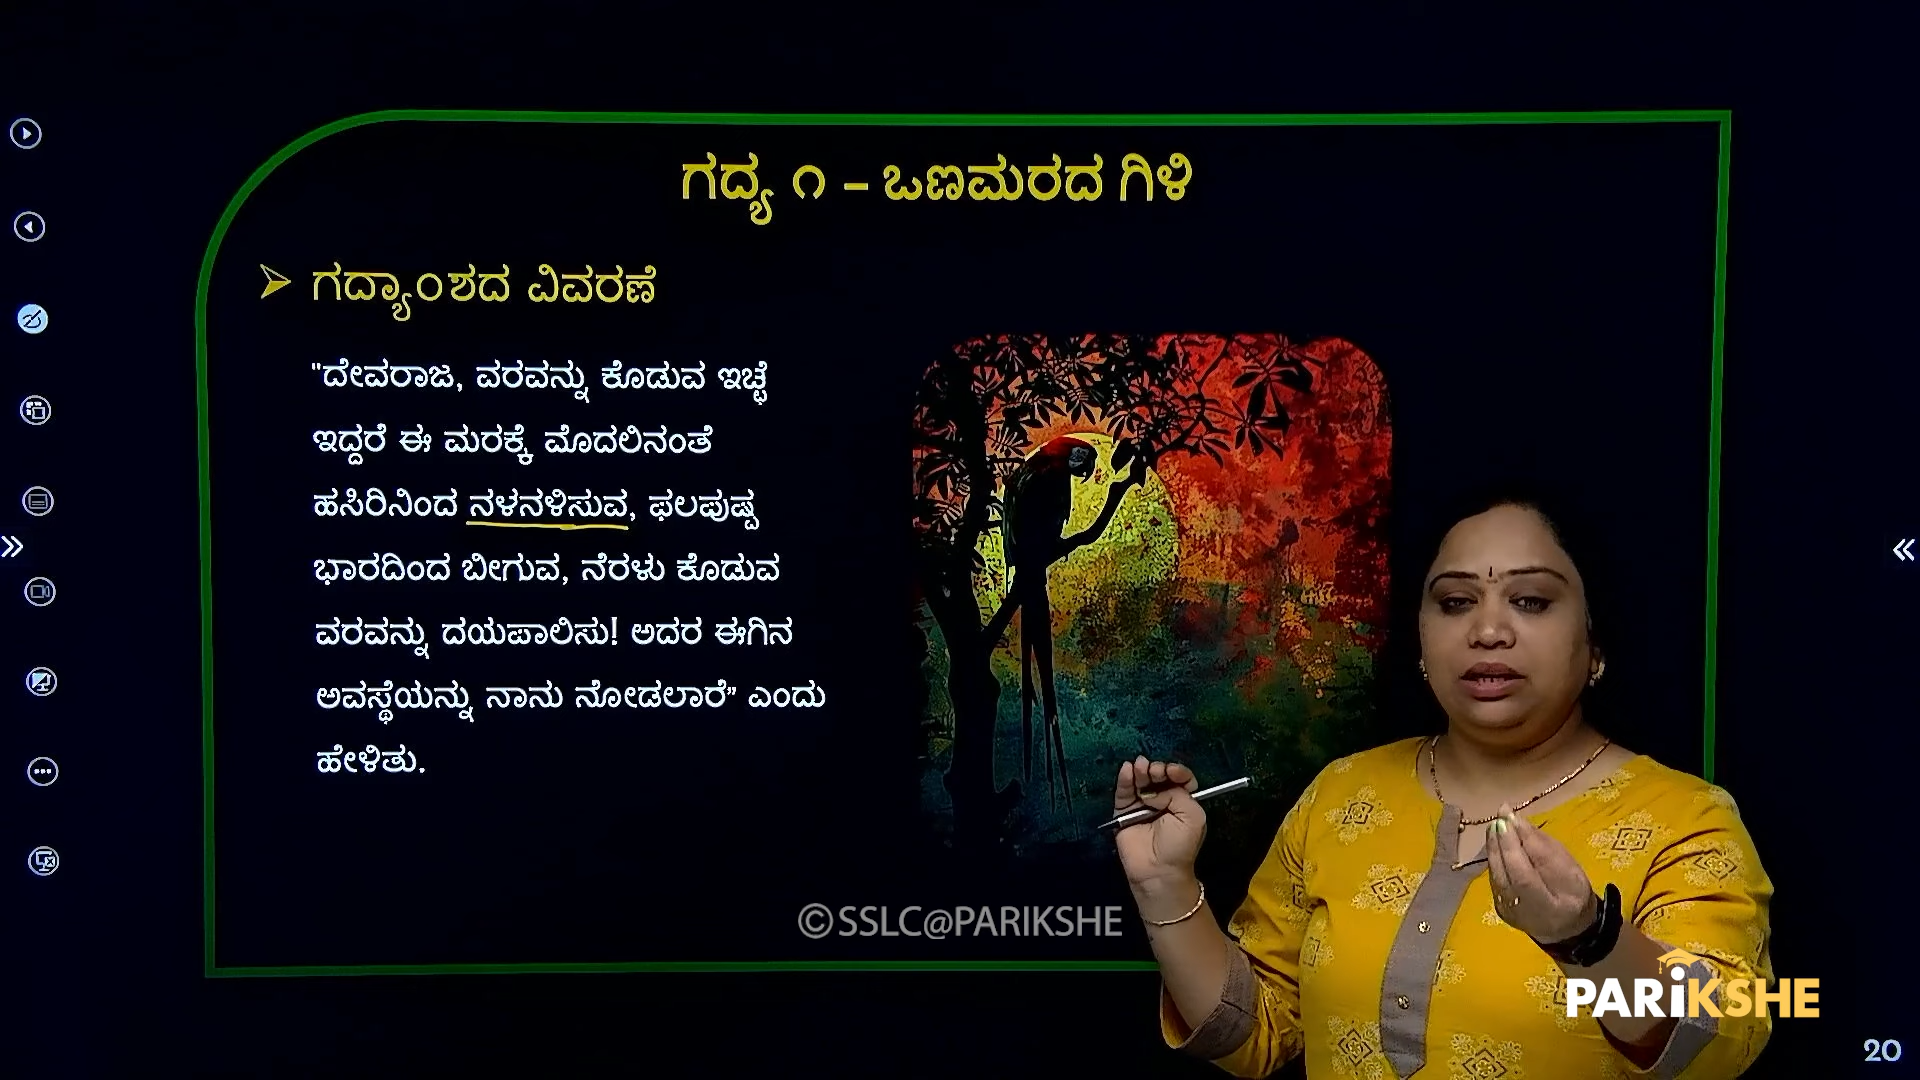 ಗದ್ಯ ೧ – ಒಣಮರದ ಗಿಳಿ
➢ ಗದ್ಯಾಂಶದ ವಿವರಣೆ
"ದೇವರಾಜ, ವರವನ್ನು ಕೊಡುವ ಇಚ್ಛೆ
ಇದ್ದರೆ ಈ ಮರಕ್ಕೆ ಮೊದಲಿನಂತೆ
ಹಸಿರಿನಿಂದ ನಳನಳಿಸುವ, ಫಲಪುಷ್ಪ
ಭಾರದಿಂದ ಬೀಗುವ, ನೆರಳು ಕೊಡುವ
ವರವನ್ನು ದಯಪಾಲಿಸು! ಅದರ ಈಗಿನ
ಅವಸ್ಥೆಯನ್ನು ನಾನು ನೋಡಲಾರೆ” ಎಂದು
ಹೇಳಿತು.
©SSLC@PARIKSHE
PARiKSHE
20